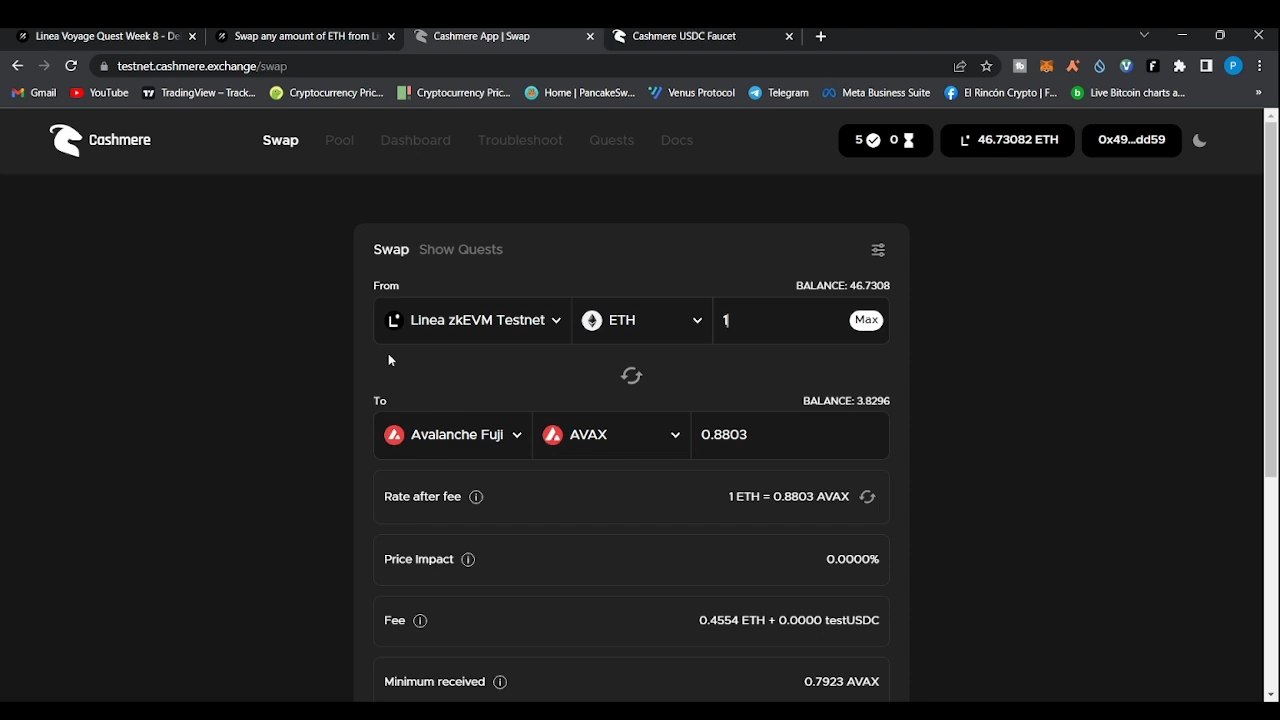 Linea Voyage Quest Week 8 - De
Swap any amount of ETH from Li
Cashmere App | Swap
Cashmere USDC Faucet
testnet.cashmere.exchange/swap
Gmail
YouTube
TradingView – Track...
Cryptocurrency Pric...
Cryptocurrency Pric...
Home | PancakeSw...
Venus Protocol
Telegram
Meta Business Suite
El Rincón Crypto | F...
Live Bitcoin charts a...
»
Cashmere
Swap
Pool
Dashboard
Troubleshoot
Quests
Docs
5 0
46.73082 ETH
0x49...dd59
Swap Show Quests
From
BALANCE: 46.7308
Linea zkEVM Testnet
ETH
1
Max
To
BALANCE: 3.8296
Avalanche Fuji
AVAX
0.8803
Rate after fee
1 ETH = 0.8803 AVAX
Price Impact
0.0000%
Fee
0.4554 ETH + 0.0000 testUSDC
Minimum received
0.7923 AVAX